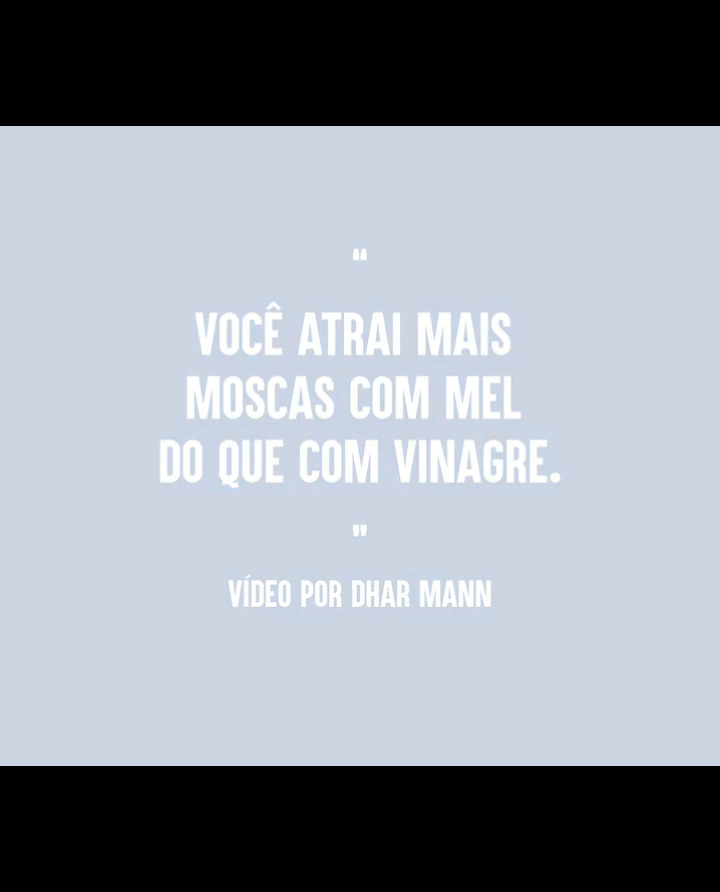 “
VOCÊ ATRAI MAIS
MOSCAS COM MEL
DO QUE COM VINAGRE.
”
VÍDEO POR DHAR MANN